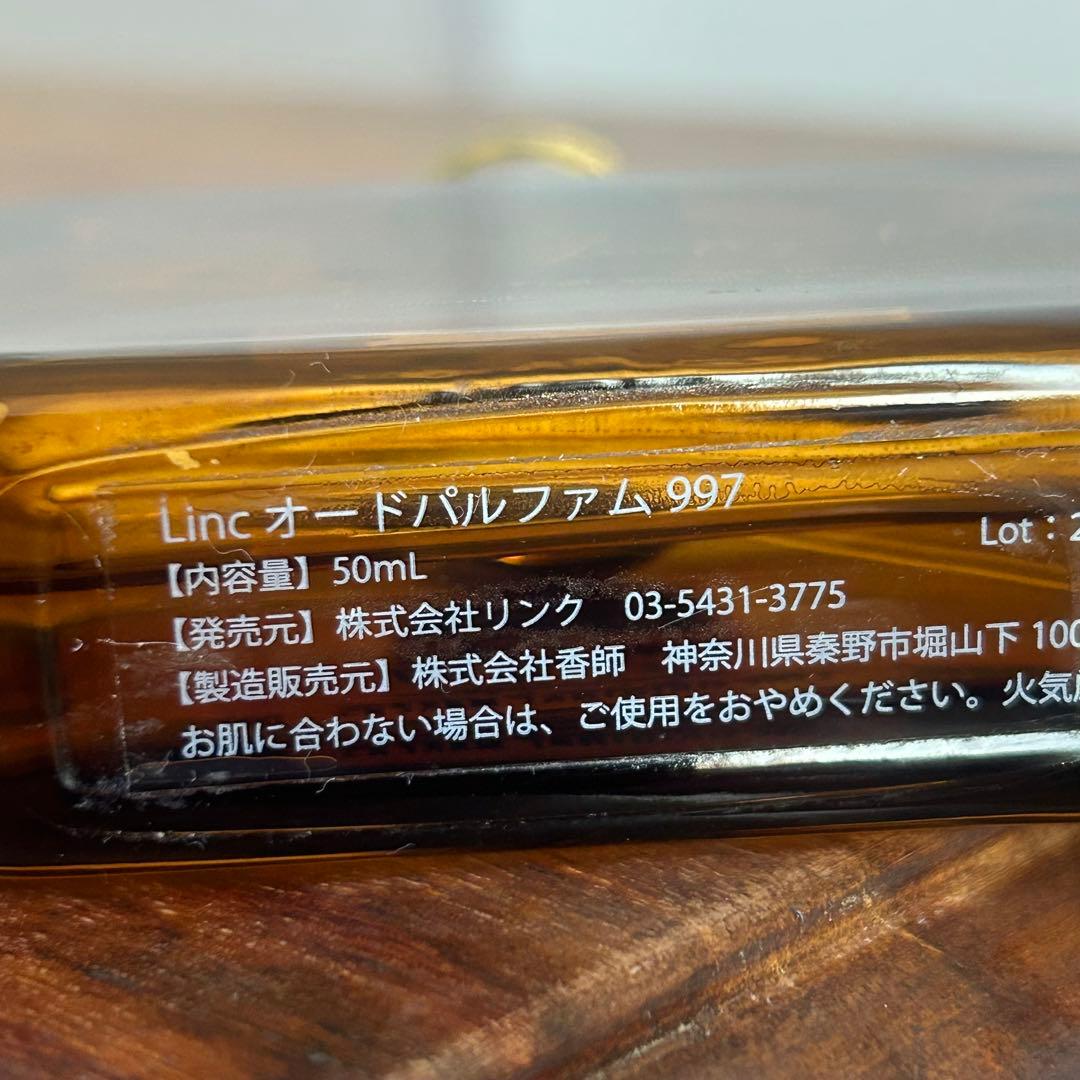 Linc オードパルファム 997
Lot : 2
【内容量】 50mL
【発売元】 株式会社リンク 03-5431-3775
【製造販売元】 株式会社香師 神奈川県秦野市堀山下 100
お肌に合わない場合は、ご使用をおやめください。火気